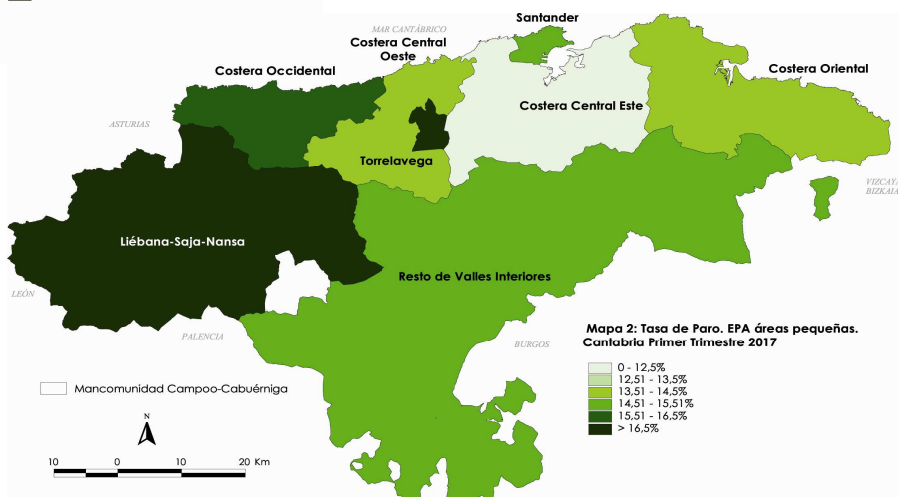 Santander
MAR CANTÁBRICO
Costera Central
Oeste
Costera Occidental
Costera Oriental
Costera Central Este
ASTURIAS
Torrelavega
VIZCAYA
BIZKAIA
Liébana-Saja-Nansa
Resto de Valles Interiores
LEÓN
PALENCIA
BURGOS
Mapa 2: Tasa de Paro. EPA áreas pequeñas.
Cantabria Primer Trimestre 2017
0 - 12,5%
12,51 - 13,5%
13,51 - 14,5%
14,51 - 15,51%
15,51 - 16,5%
> 16,5%
Mancomunidad Campoo-Cabuérniga
N
10 0 10 20 Km